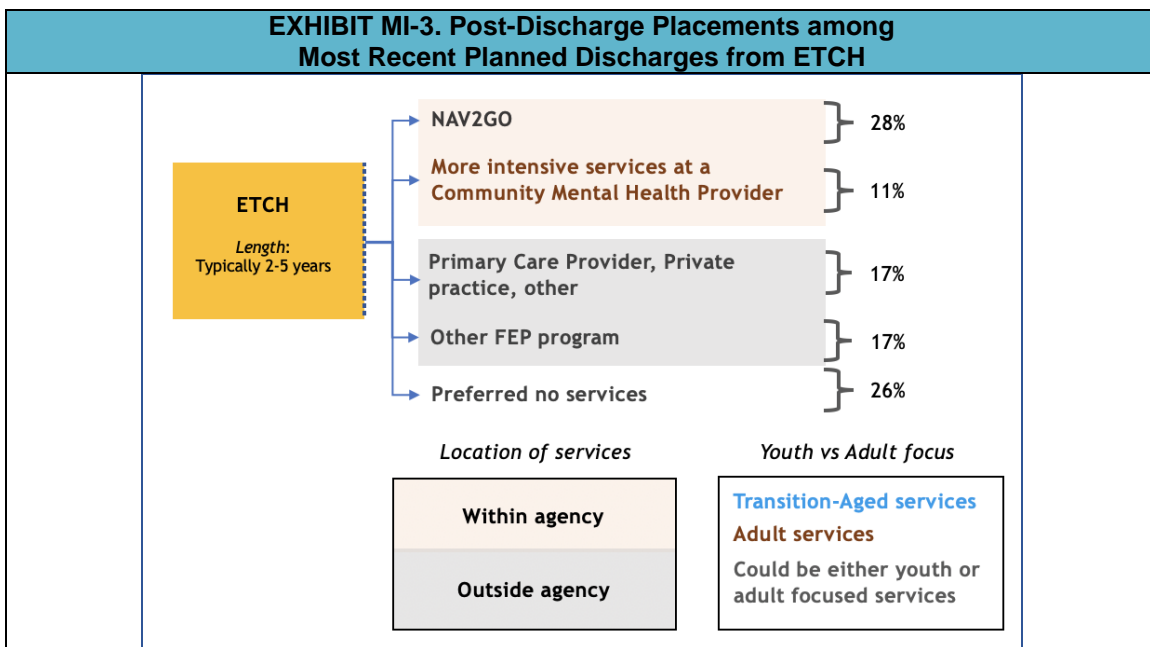 EXHIBIT MI-3. Post-Discharge Placements among
Most Recent Planned Discharges from ETCH
ETCH
Length:
Typically 2-5 years
NAV2GO
28%
More intensive services at a
Community Mental Health Provider
11%
Primary Care Provider, Private
practice, other
17%
Other FEP program
17%
Preferred no services
26%
Location of services
Within agency
Outside agency
Youth vs Adult focus
Transition-Aged services
Adult services
Could be either youth or
adult focused services